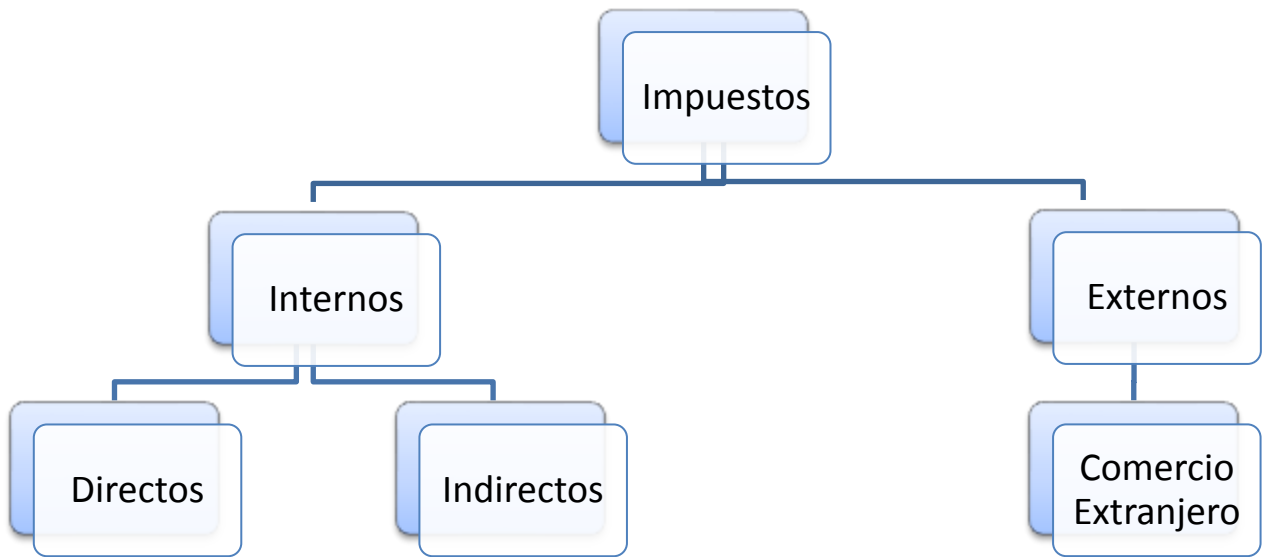 Impuestos
Internos
Externos
Directos
Indirectos
Comercio
Extranjero